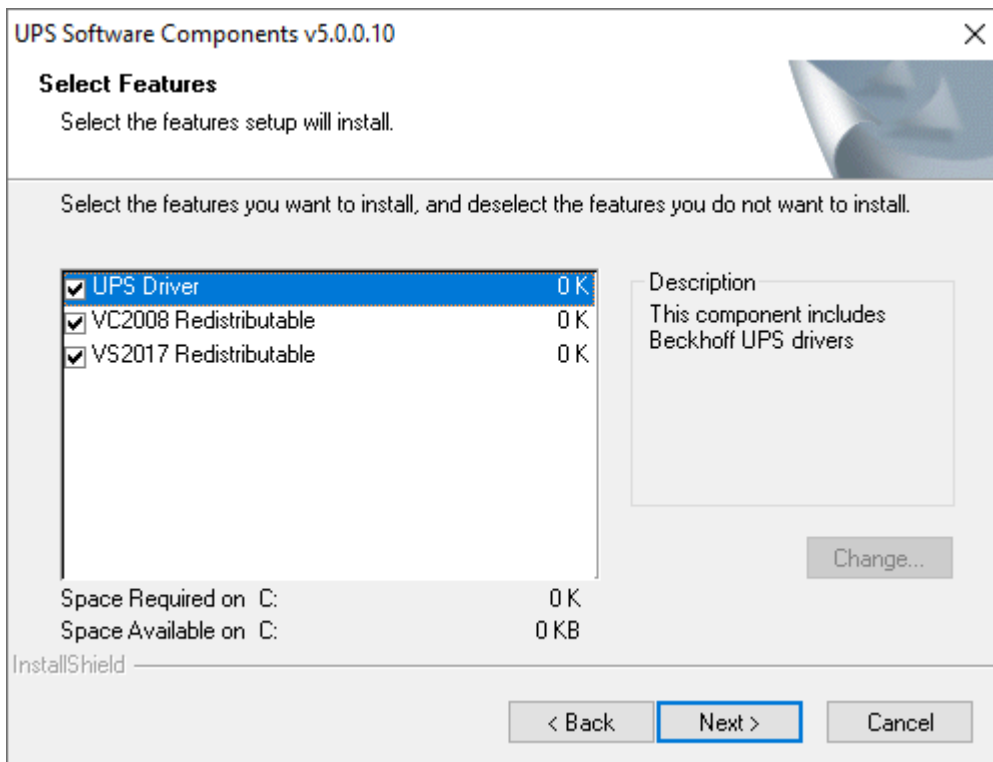 UPS Software Components v5.0.0.10
Select Features
Select the features setup will install.
Select the features you want to install, and deselect the features you do not want to install.
UPS Driver 0 K
VC2008 Redistributable 0 K
VS2017 Redistributable 0 K
Description
This component includes
Beckhoff UPS drivers
Change...
Space Required on C: 0 K
Space Available on C: 0 KB
InstallShield
< Back Next > Cancel